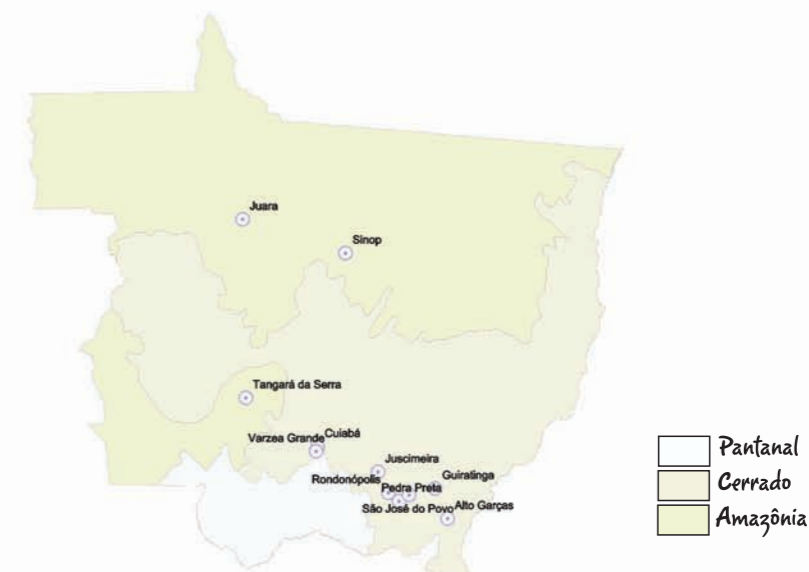 Juara
Sinop
Tangará da Serra
Varzea Grande
Cuiabá
Juscimeira
Rondonópolis
Pedra Preta
Guiratinga
São José do Povo
Alto Garças
Pantanal
Cerrado
Amazônia